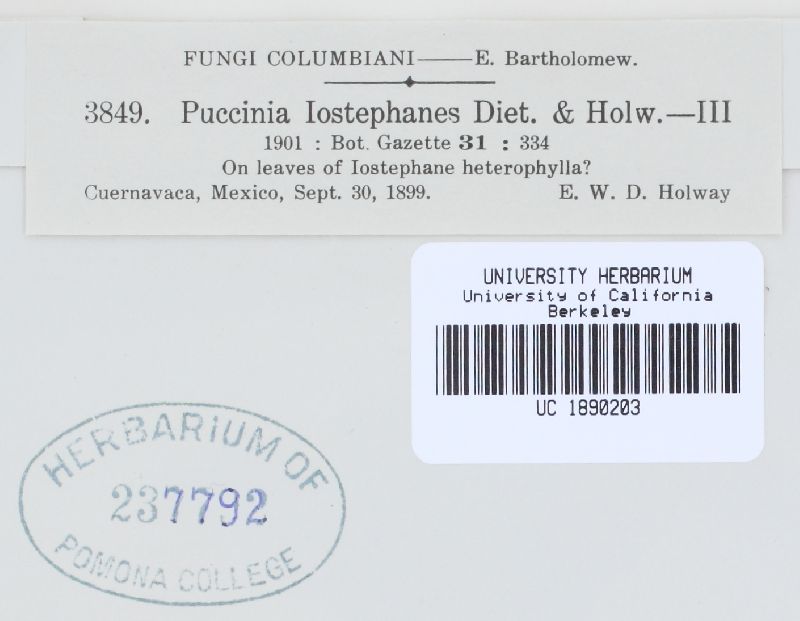 FUNGI COLUMBIANI——E. Bartholomew.
3849. Puccinia Iostephanes Diet. & Holw.—III
1901 : Bot. Gazette 31 : 334
On leaves of Iostephane heterophylla?
Cuernavaca, Mexico, Sept. 30, 1899. E. W. D. Holway
UNIVERSITY HERBARIUM
University of California
Berkeley
UC 1890203
HERBARIUM OF
237792
POMONA COLLEGE